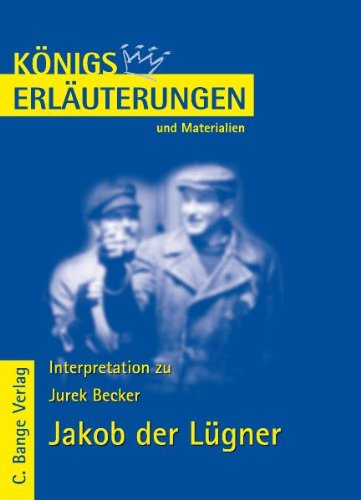 KÖNIGS
ERLÄUTERUNGEN
und Materialien
Interpretation zu
Jurek Becker
Jakob der Lügner
C. Bange Verlag